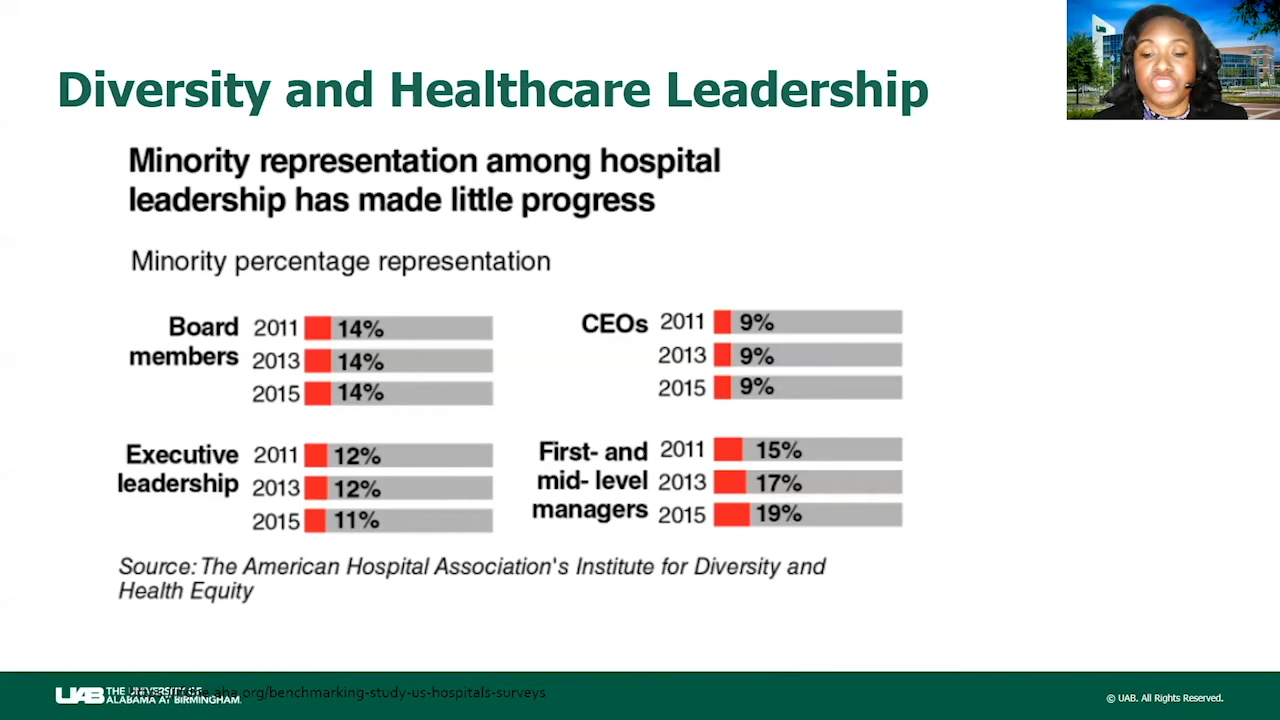 Diversity and Healthcare Leadership
Minority representation among hospital
leadership has made little progress
Minority percentage representation
Board members
2011 14%
2013 14%
2015 14%
CEOs
2011 9%
2013 9%
2015 9%
Executive leadership
2011 12%
2013 12%
2015 11%
First- and mid- level managers
2011 15%
2013 17%
2015 19%
Source: The American Hospital Association's Institute for Diversity and
Health Equity
UAB THE UNIVERSITY OF
ALABAMA AT BIRMINGHAM
aha.org/benchmarking-study-us-hospitals-surveys
© UAB. All Rights Reserved.